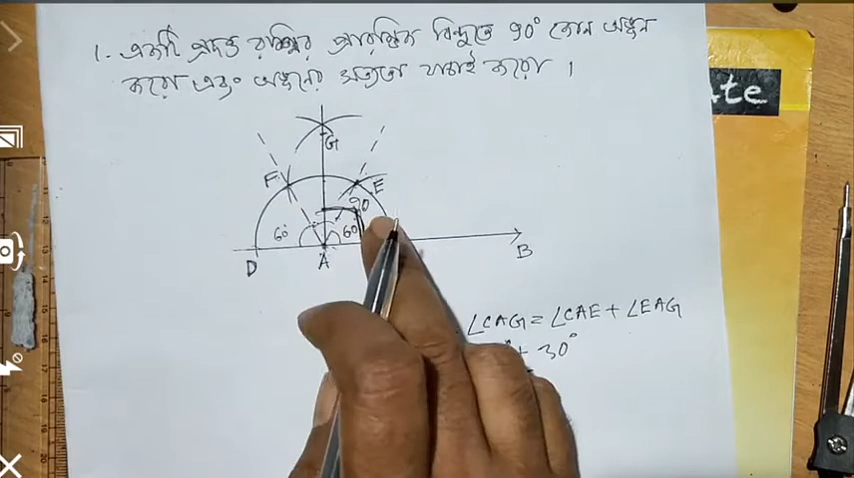 1. একটি প্রদত্ত রশ্মির প্রারম্ভিক বিন্দুতে 90° কোন অঙ্কন
করো এবং অঙ্কনের সত্যতা যাচাই করো ।
ate
G
F
E
90
60°
60°
D
A
B
∠CAG = ∠CAE + ∠EAG
+ 30°